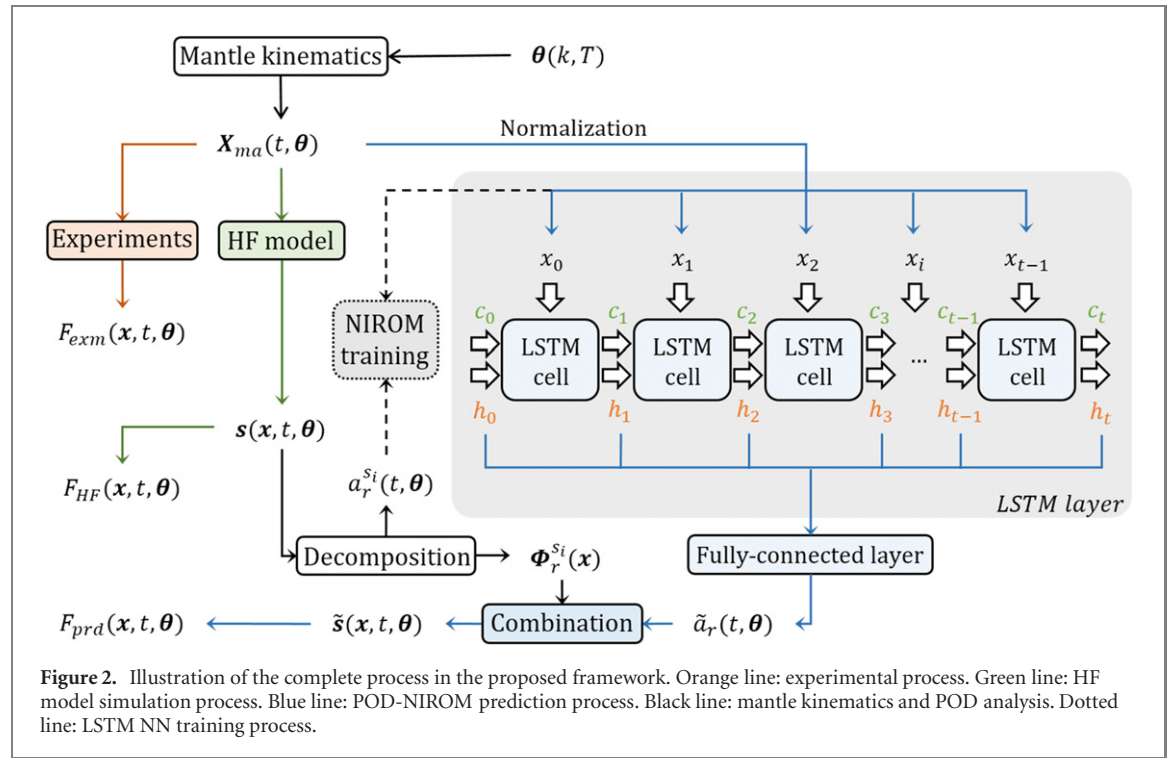 Mantle kinematics
θ(k, T)
X_ma(t, θ)
Normalization
Experiments
HF model
x_0 x_1 x_2 x_i x_{t−1}
F_exm(x, t, θ)
NIROM
training
c_0 c_1 c_2 c_3 c_{t−1} c_t
LSTM
cell
LSTM
cell
LSTM
cell
...
LSTM
cell
h_0 h_1 h_2 h_3 h_{t−1} h_t
s(x, t, θ)
F_HF(x, t, θ)
a_r^{s_i}(t, θ)
LSTM layer
Decomposition
Φ_r^{s_i}(x)
Fully-connected layer
F_prd(x, t, θ)
s̃(x, t, θ)
Combination
ã_r(t, θ)
Figure 2. Illustration of the complete process in the proposed framework. Orange line: experimental process. Green line: HF
model simulation process. Blue line: POD-NIROM prediction process. Black line: mantle kinematics and POD analysis. Dotted
line: LSTM NN training process.